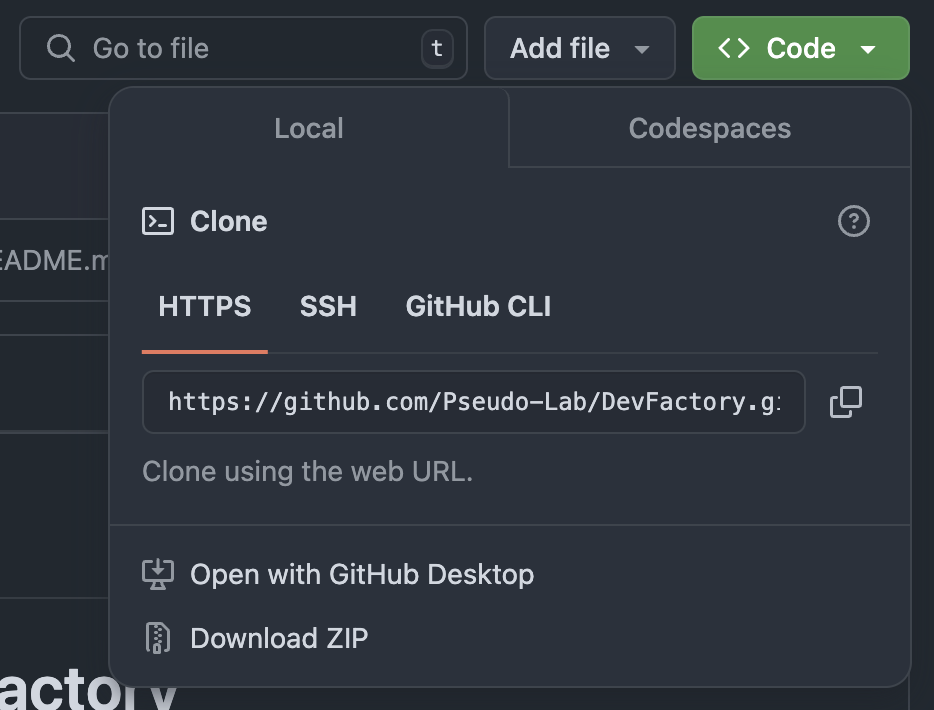 Go to file t Add file Code
Local Codespaces
Clone
EADME.m
HTTPS SSH GitHub CLI
https://github.com/Pseudo-Lab/DevFactory.gi
Clone using the web URL.
Open with GitHub Desktop
Download ZIP
actory